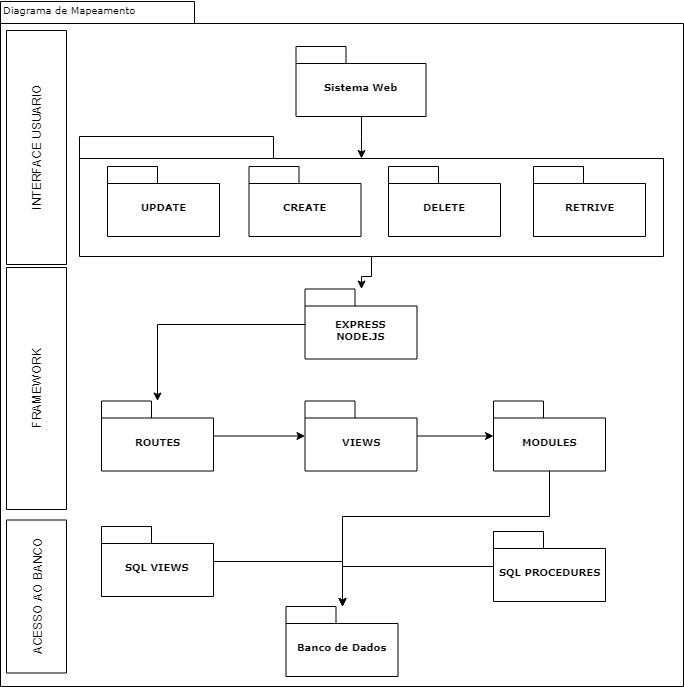 Diagrama de Mapeamento
INTERFACE USUARIO
Sistema Web
UPDATE
CREATE
DELETE
RETRIVE
FRAMEWORK
EXPRESS
NODE.JS
ROUTES
VIEWS
MODULES
ACESSO AO BANCO
SQL VIEWS
SQL PROCEDURES
Banco de Dados